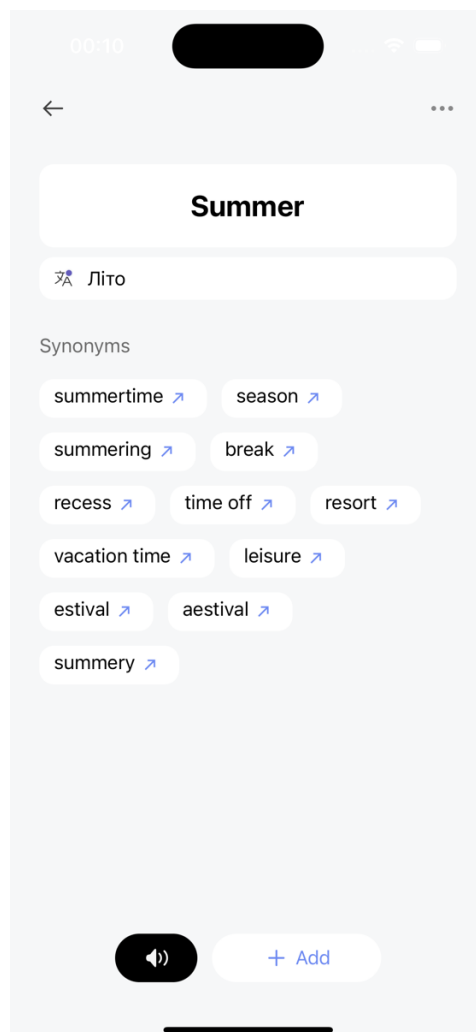 00:10
Summer
Літо
Synonyms
summertime season
summering break
recess time off resort
vacation time leisure
estival aestival
summery
Add